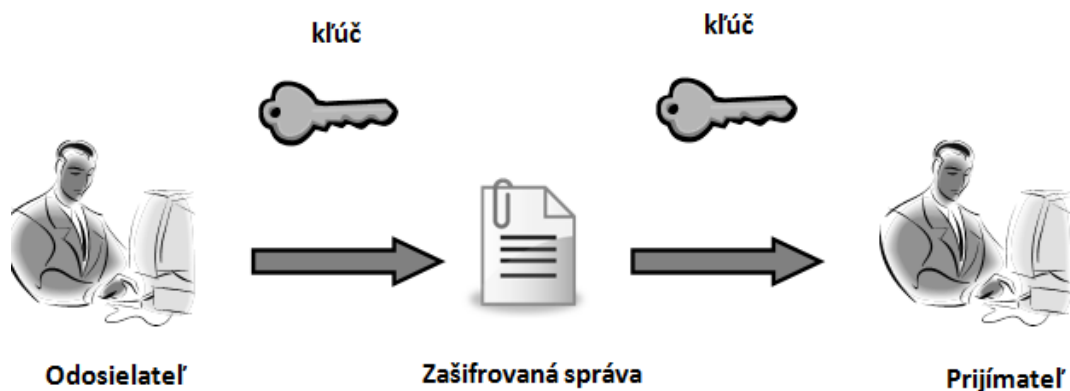 kľúč
kľúč
Odosielateľ
Zašifrovaná správa
Prijímateľ